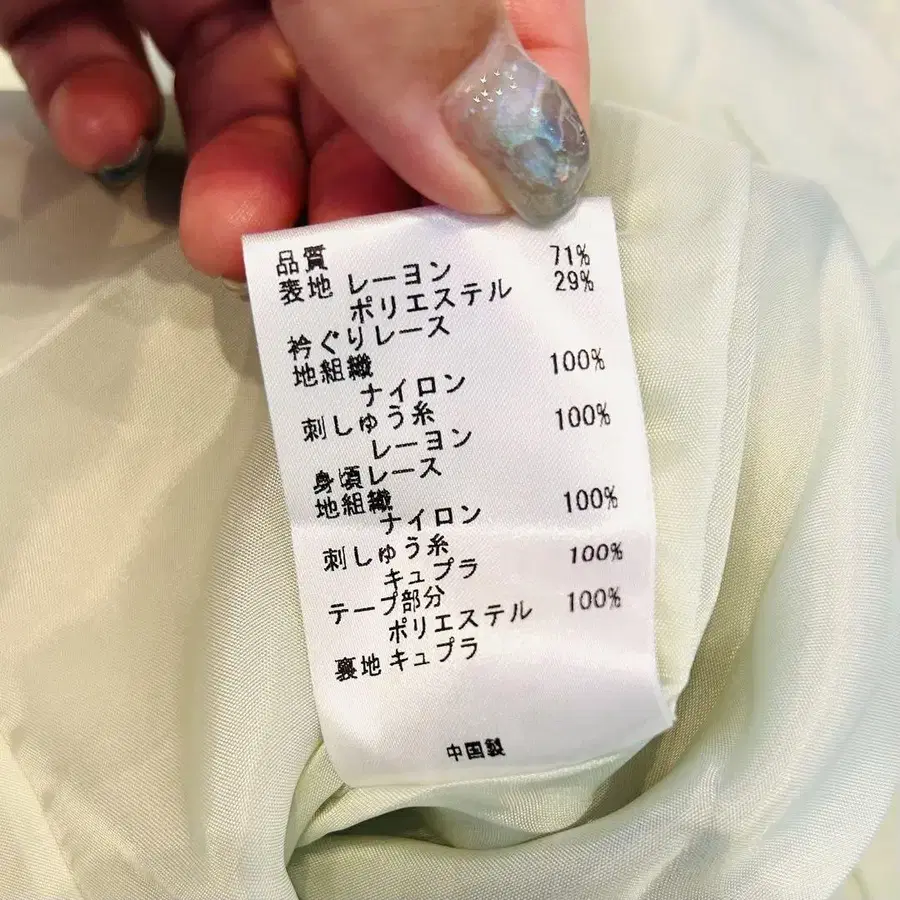 品質
表地 レーヨン 71%
ポリエステル 29%
衿ぐりレース
地組織
ナイロン 100%
刺しゅう糸
レーヨン 100%
身頃レース
地組織
ナイロン 100%
刺しゅう糸
キュプラ 100%
テープ部分
ポリエステル 100%
裏地 キュプラ
中国製